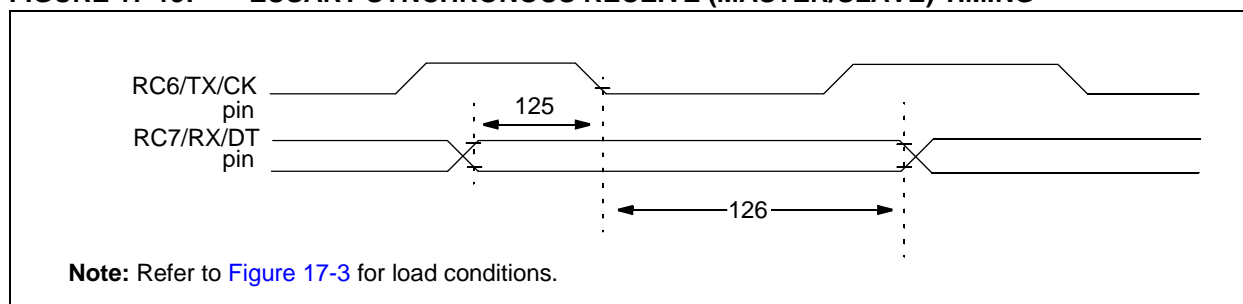 RC6/TX/CK
pin
125
RC7/RX/DT
pin
126
Note: Refer to Figure 17-3 for load conditions.